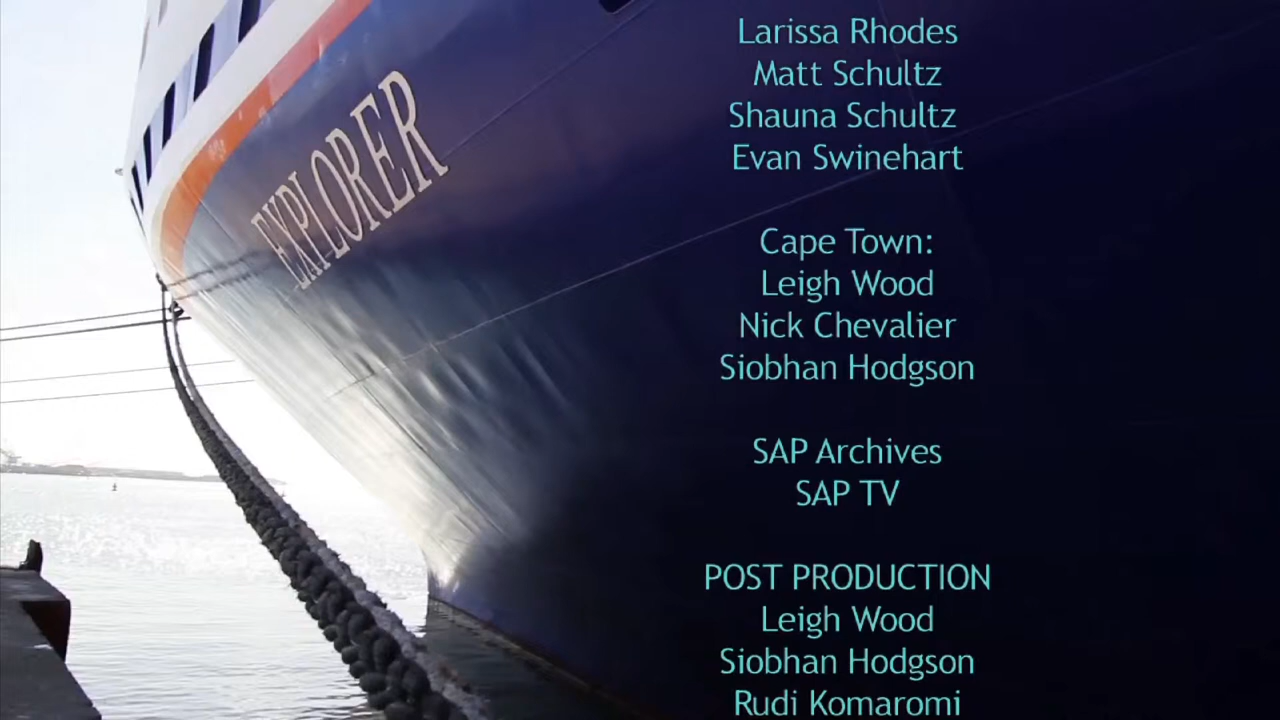 EXPLORER
Larissa Rhodes
Matt Schultz
Shauna Schultz
Evan Swinehart
Cape Town:
Leigh Wood
Nick Chevalier
Siobhan Hodgson
SAP Archives
SAP TV
POST PRODUCTION
Leigh Wood
Siobhan Hodgson
Rudi Komaromi